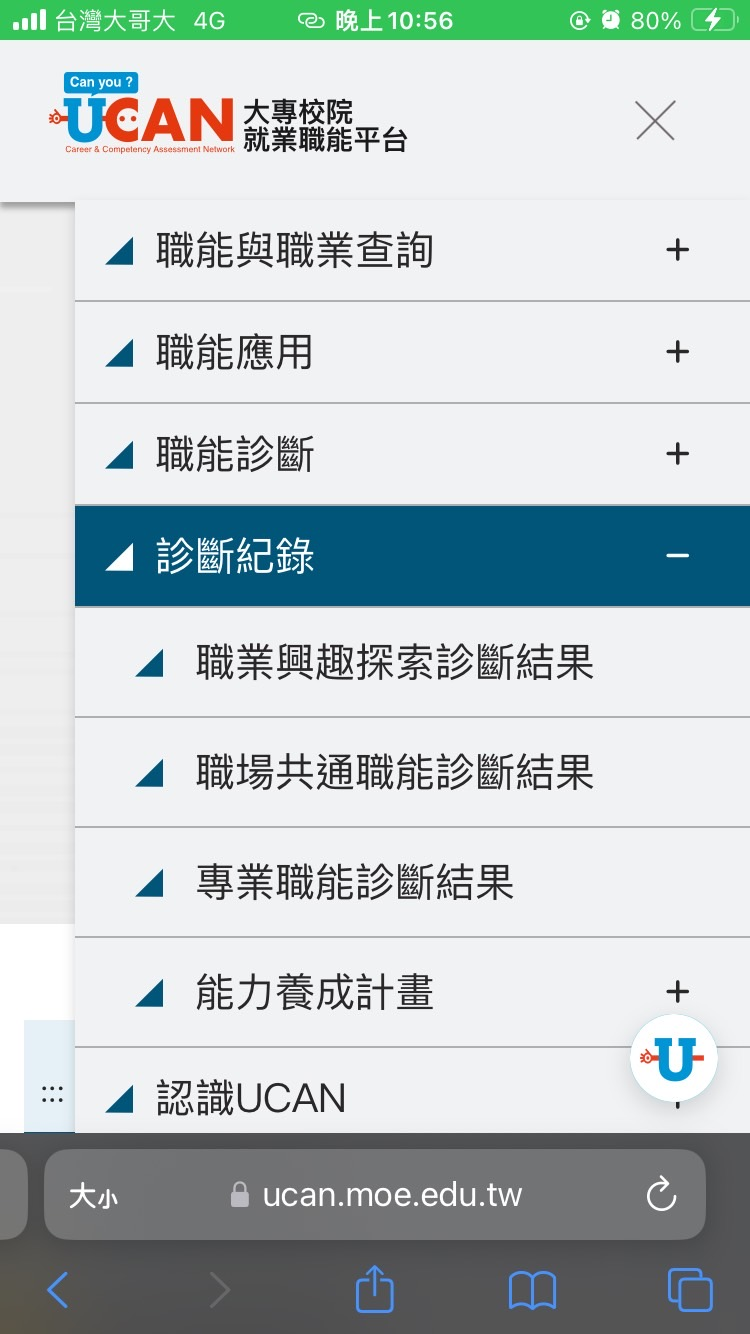 台灣大哥大 4G 晚上10:56 80%
Can you ?
UCAN
Career & Competency Assessment Network
大專校院
就業職能平台
職能與職業查詢 +
職能應用 +
職能診斷 +
診斷紀錄 −
職業興趣探索診斷結果
職場共通職能診斷結果
專業職能診斷結果
能力養成計畫 +
U
認識UCAN
:::
大小 ucan.moe.edu.tw